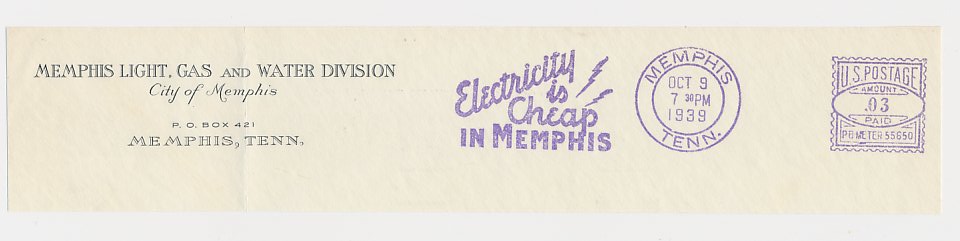 MEMPHIS LIGHT, GAS AND WATER DIVISION
City of Memphis
P. O. BOX 421
MEMPHIS, TENN.
Electricity
is
Cheap
IN MEMPHIS
MEMPHIS
OCT 9
7 30 PM
1939
TENN.
U.S. POSTAGE
AMOUNT
.03
PAID
PB METER 55650